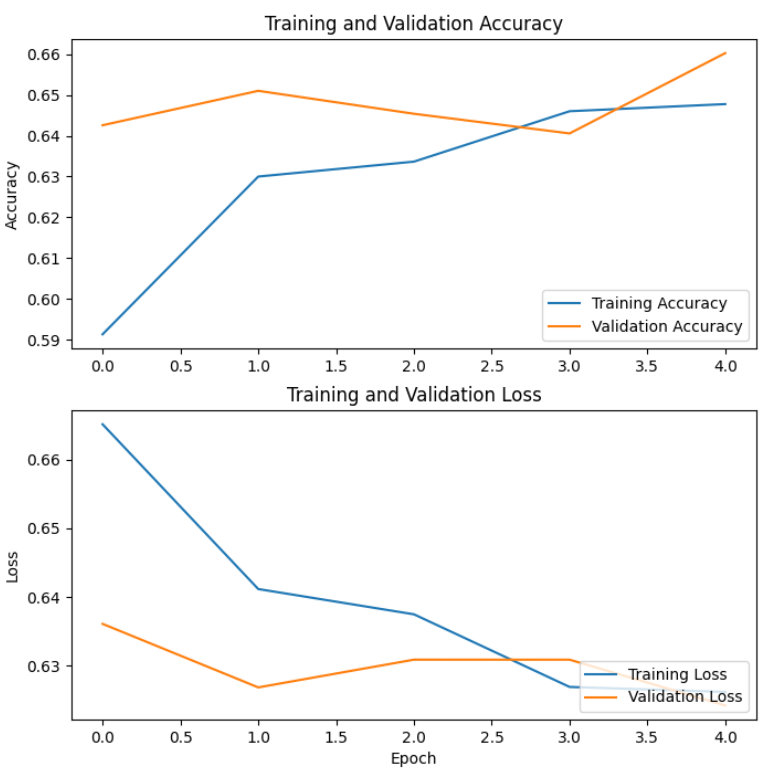 Training and Validation Accuracy
Accuracy
0.66
0.65
0.64
0.63
0.62
0.61
0.60
0.59
Training Accuracy
Validation Accuracy
0.0 0.5 1.0 1.5 2.0 2.5 3.0 3.5 4.0
Training and Validation Loss
Loss
0.66
0.65
0.64
0.63
Training Loss
Validation Loss
0.0 0.5 1.0 1.5 2.0 2.5 3.0 3.5 4.0
Epoch